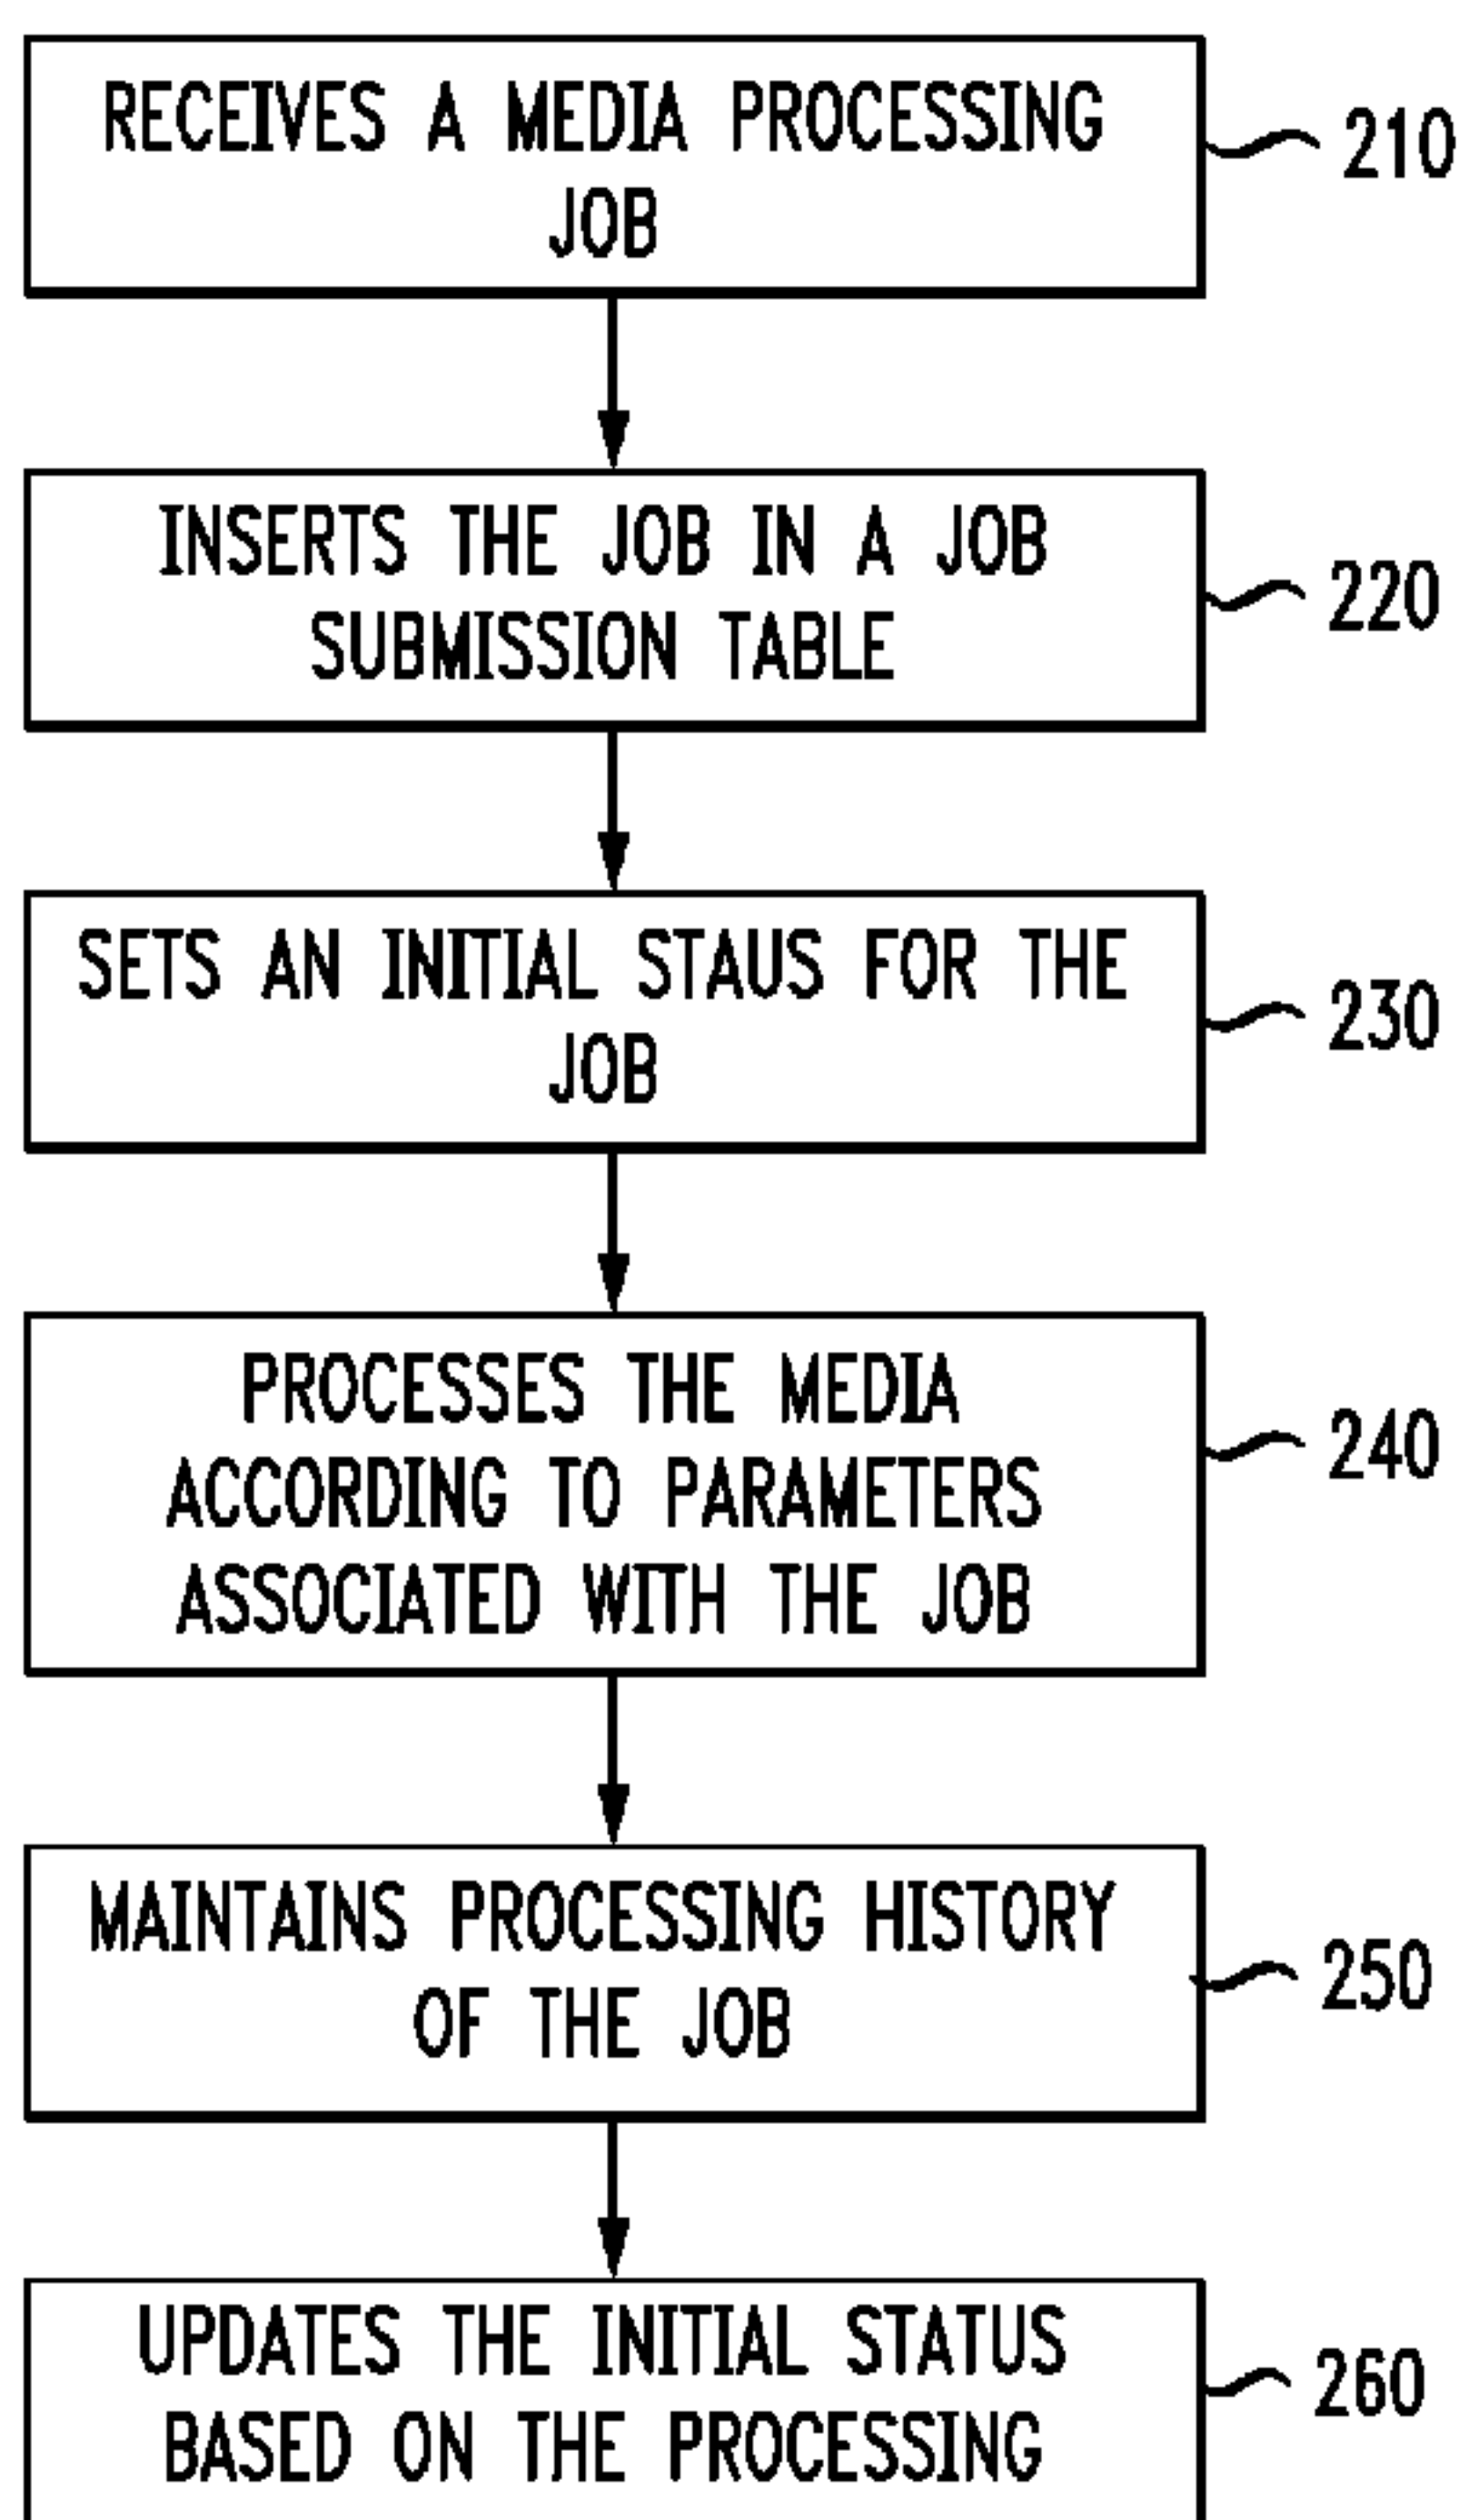 RECEIVES A MEDIA PROCESSING
JOB
210
INSERTS THE JOB IN A JOB
SUBMISSION TABLE
220
SETS AN INITIAL STAUS FOR THE
JOB
230
PROCESSES THE MEDIA
ACCORDING TO PARAMETERS
ASSOCIATED WITH THE JOB
240
MAINTAINS PROCESSING HISTORY
OF THE JOB
250
UPDATES THE INITIAL STATUS
BASED ON THE PROCESSING
260